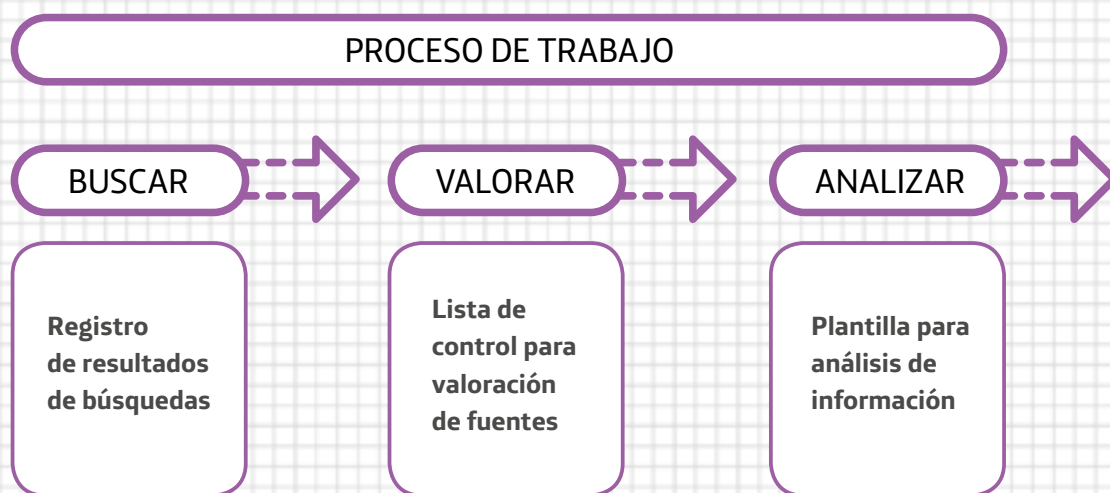 PROCESO DE TRABAJO
BUSCAR
VALORAR
ANALIZAR
Registro
de resultados
de búsquedas
Lista de
control para
valoración
de fuentes
Plantilla para
análisis de
información